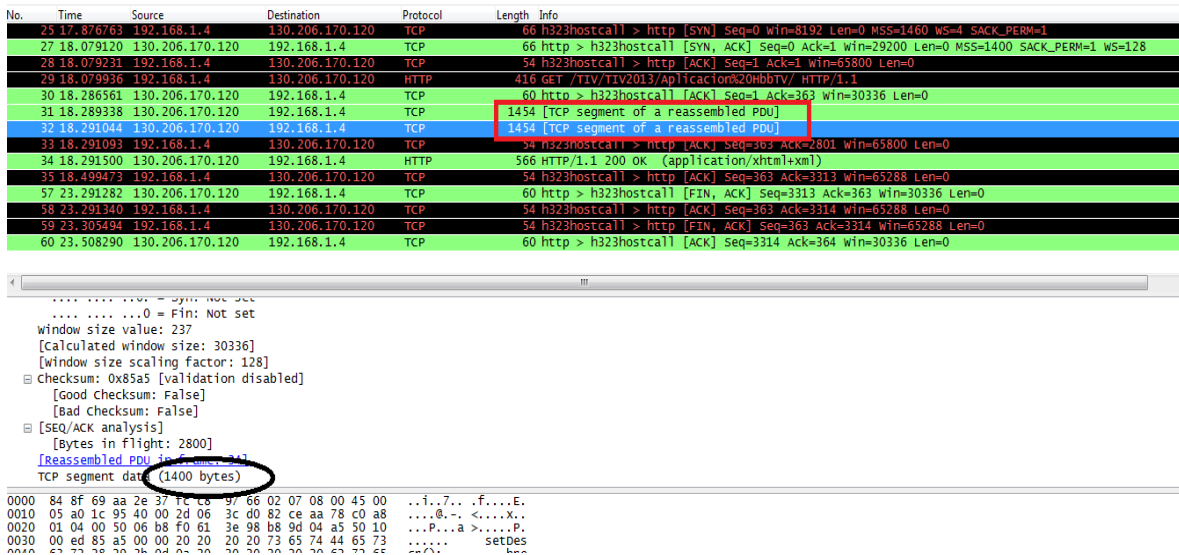 No. Time Source Destination Protocol Length Info
25 17.876763 192.168.1.4 130.206.170.120 TCP 66 h323hostcall > http [SYN] Seq=0 Win=8192 Len=0 MSS=1460 WS=4 SACK_PERM=1
27 18.079120 130.206.170.120 192.168.1.4 TCP 66 http > h323hostcall [SYN, ACK] Seq=0 Ack=1 Win=29200 Len=0 MSS=1400 SACK_PERM=1 WS=128
28 18.079231 192.168.1.4 130.206.170.120 TCP 54 h323hostcall > http [ACK] Seq=1 Ack=1 Win=65800 Len=0
29 18.079936 192.168.1.4 130.206.170.120 HTTP 416 GET /TIV/TIV2013/Aplicacion%20HbbTV/ HTTP/1.1
30 18.286561 130.206.170.120 192.168.1.4 TCP 60 http > h323hostcall [ACK] Seq=1 Ack=363 Win=30336 Len=0
31 18.289338 130.206.170.120 192.168.1.4 TCP 1454 [TCP segment of a reassembled PDU]
32 18.291044 130.206.170.120 192.168.1.4 TCP 1454 [TCP segment of a reassembled PDU]
33 18.291093 192.168.1.4 130.206.170.120 TCP 54 h323hostcall > http [ACK] Seq=363 Ack=2801 Win=65800 Len=0
34 18.291500 130.206.170.120 192.168.1.4 HTTP 566 HTTP/1.1 200 OK (application/xhtml+xml)
35 18.499473 192.168.1.4 130.206.170.120 TCP 54 h323hostcall > http [ACK] Seq=363 Ack=3313 Win=65288 Len=0
57 23.291282 130.206.170.120 192.168.1.4 TCP 60 http > h323hostcall [FIN, ACK] Seq=3313 Ack=363 Win=30336 Len=0
58 23.291340 192.168.1.4 130.206.170.120 TCP 54 h323hostcall > http [ACK] Seq=363 Ack=3314 Win=65288 Len=0
59 23.305494 192.168.1.4 130.206.170.120 TCP 54 h323hostcall > http [FIN, ACK] Seq=363 Ack=3314 Win=65288 Len=0
60 23.508290 130.206.170.120 192.168.1.4 TCP 60 http > h323hostcall [ACK] Seq=3314 Ack=364 Win=30336 Len=0
.... .... ..0. = Syn: Not set
.... .... ...0 = Fin: Not set
Window size value: 237
[Calculated window size: 30336]
[Window size scaling factor: 128]
Checksum: 0x85a5 [validation disabled]
[Good Checksum: False]
[Bad Checksum: False]
[SEQ/ACK analysis]
[Bytes in flight: 2800]
[Reassembled PDU in frame: 34]
TCP segment data (1400 bytes)
0000 84 8f 69 aa 2e 37 fc c8 97 66 02 07 08 00 45 00 ..i..7.. .f....E.
0010 05 a0 1c 95 40 00 2d 06 3c d0 82 ce aa 78 c0 a8 ....@.-. <....x..
0020 01 04 00 50 06 b8 f0 61 3e 98 b8 9d 04 a5 50 10 ...P...a >.....P.
0030 00 ed 85 a5 00 00 20 20 20 20 73 65 74 44 65 73 ...... setDes